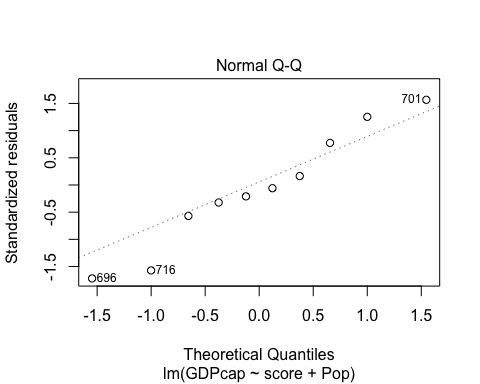 Normal Q-Q
Standardized residuals
1.5
0.5
-0.5
-1.5
701
696
716
-1.5 -1.0 -0.5 0.0 0.5 1.0 1.5
Theoretical Quantiles
lm(GDPcap ~ score + Pop)